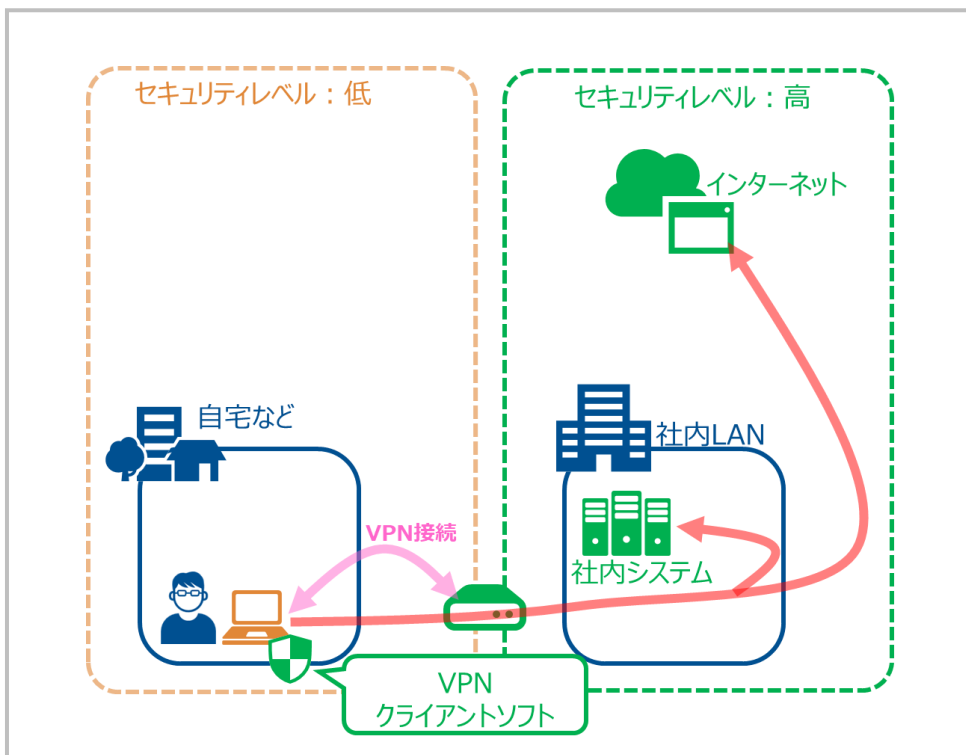 セキュリティレベル：低
セキュリティレベル：高
インターネット
自宅など
社内LAN
VPN接続
社内システム
VPN
クライアントソフト